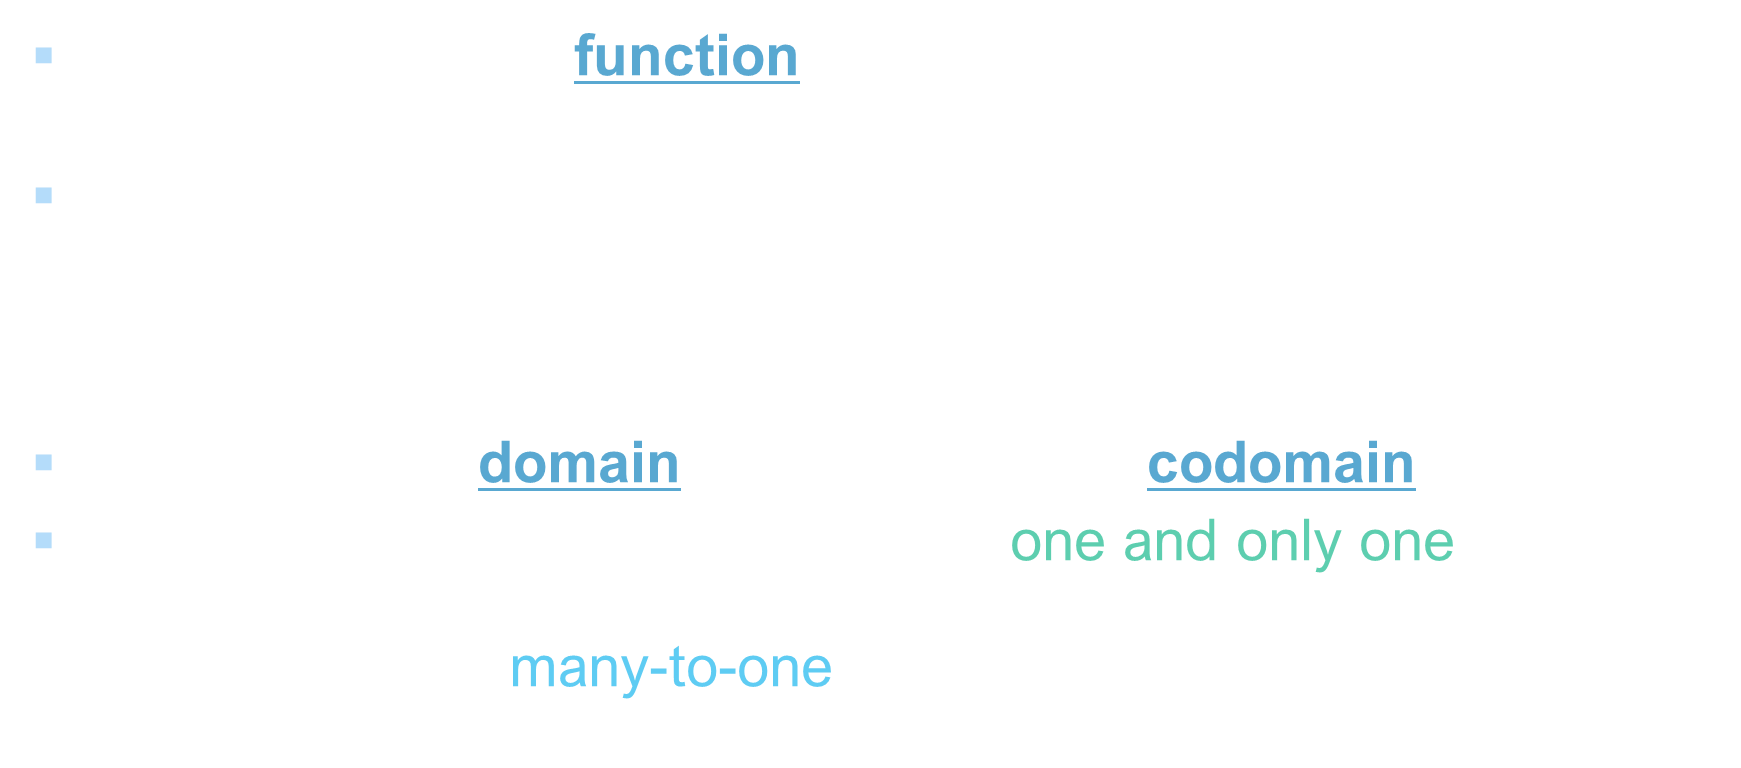 ▪ function
▪
▪ domain codomain
▪ one and only one
many-to-one